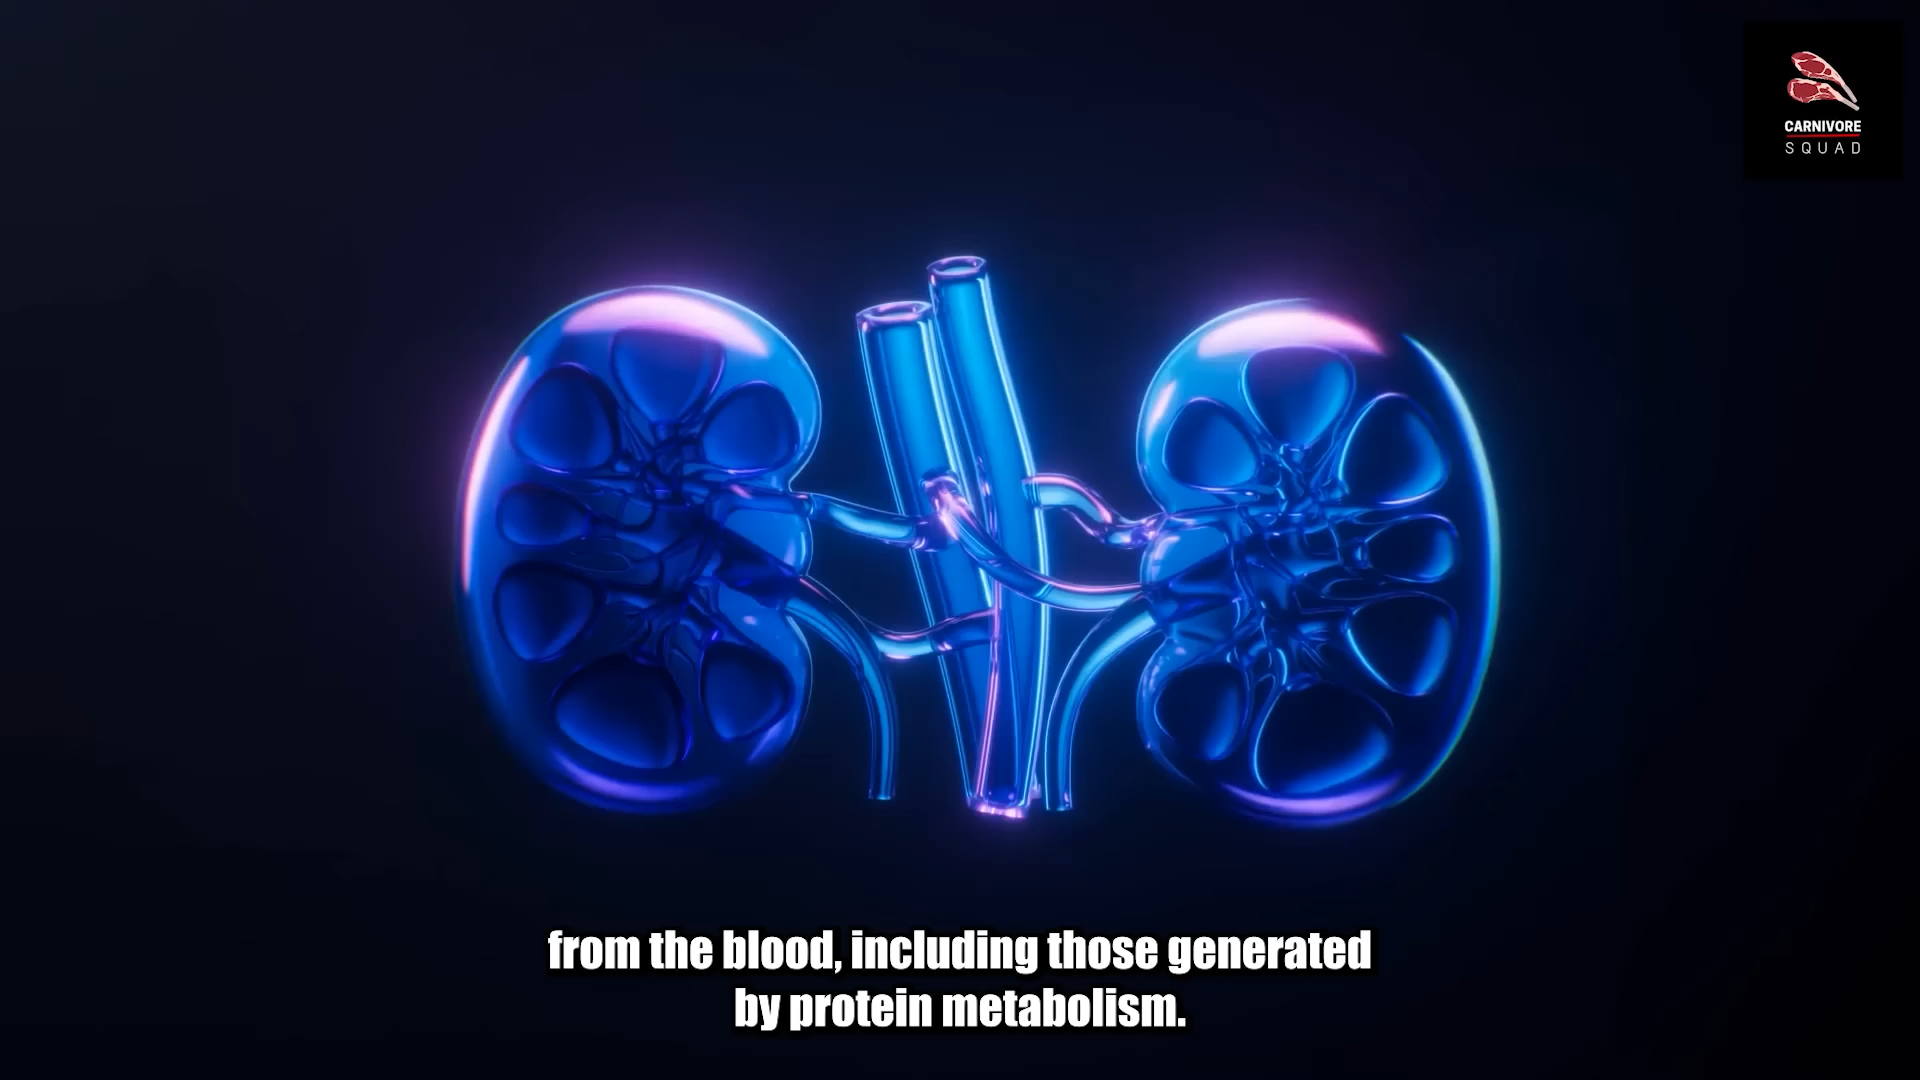 CARNIVORE
SQUAD
from the blood, including those generated
by protein metabolism.